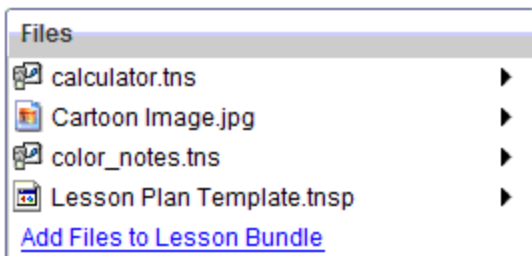 Files
calculator.tns
Cartoon Image.jpg
color_notes.tns
Lesson Plan Template.tnsp
Add Files to Lesson Bundle